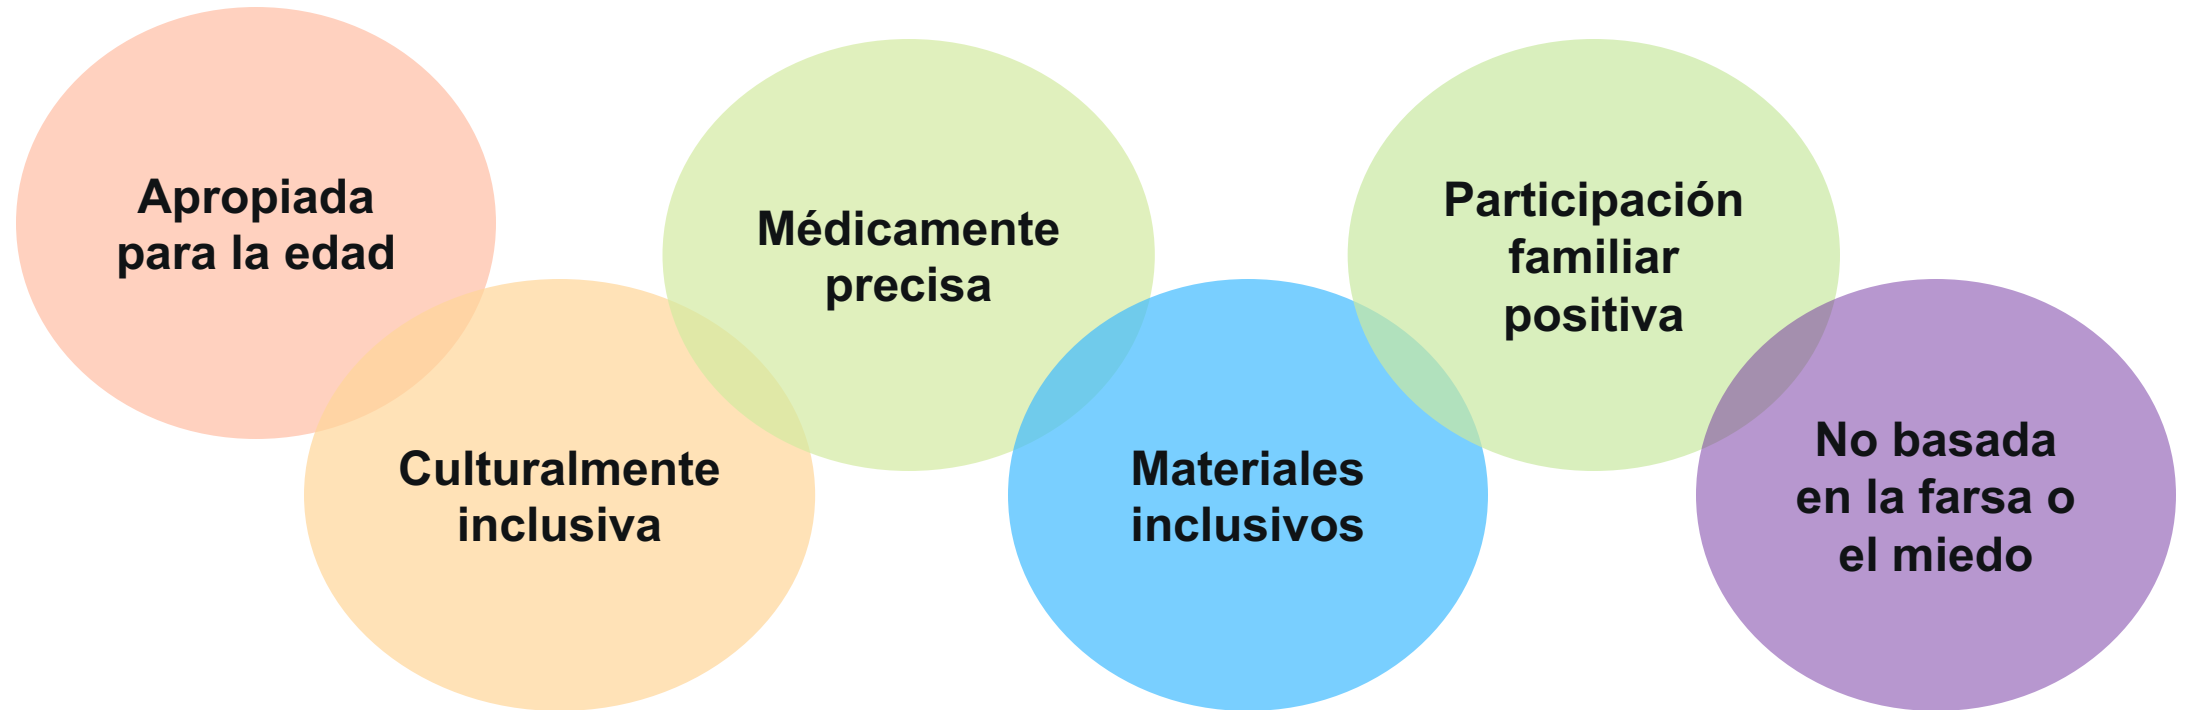 Apropiada
para la edad
Culturalmente
inclusiva
Médicamente
precisa
Materiales
inclusivos
Participación
familiar
positiva
No basada
en la farsa o
el miedo